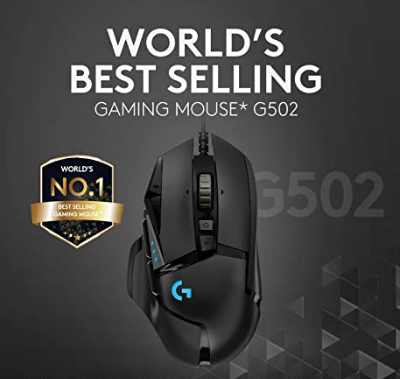 WORLD'S
BEST SELLING
GAMING MOUSE* G502
WORLD'S
NO.1
BEST SELLING
GAMING MOUSE*
G502
G